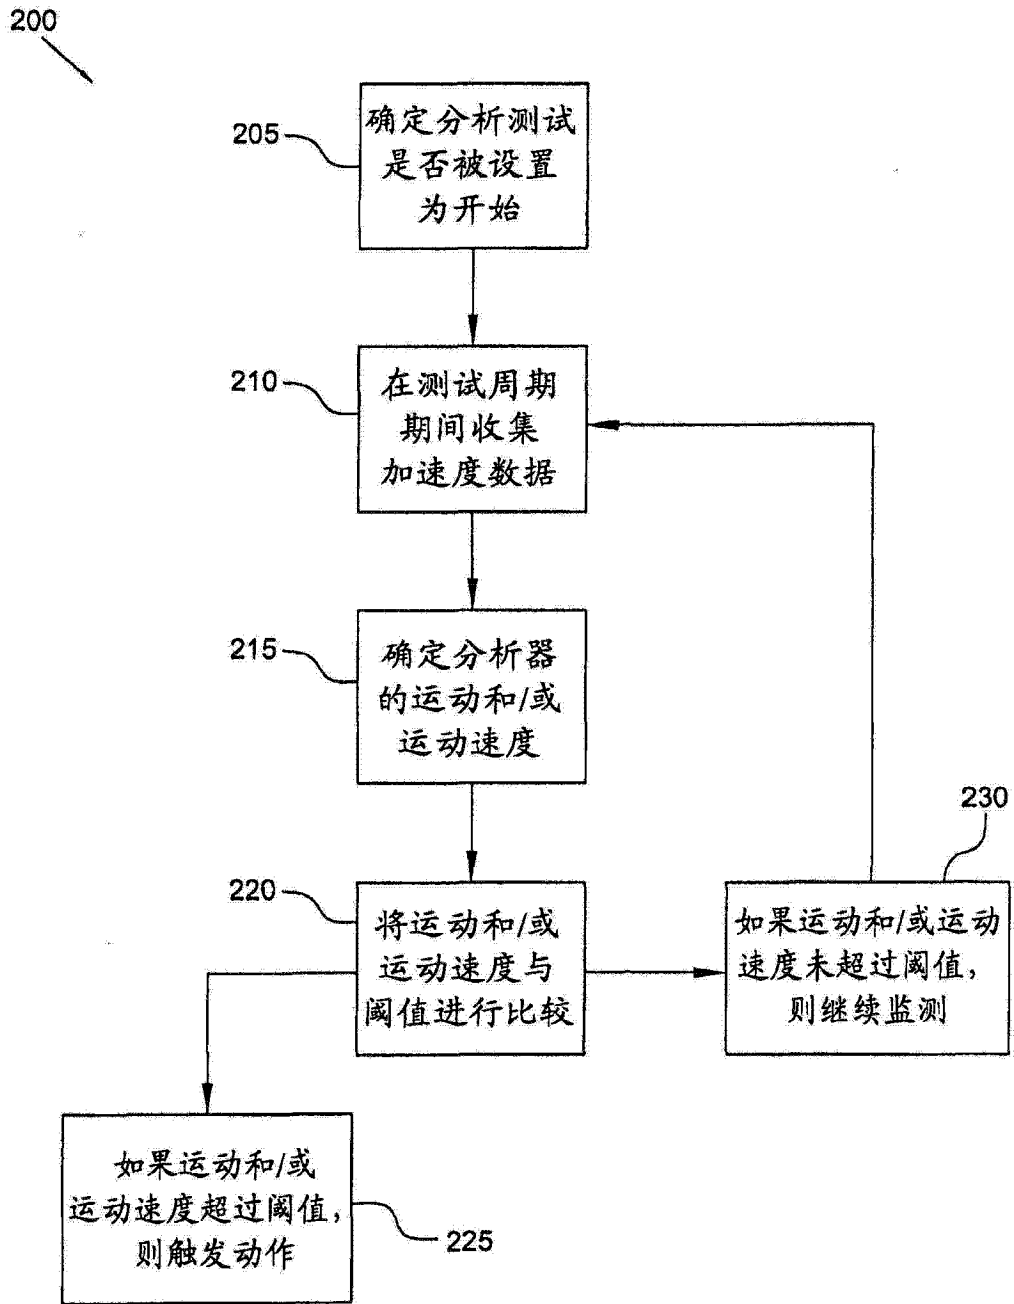 200
205
确定分析测试
是否被设置
为开始
210
在测试周期
期间收集
加速度数据
215
确定分析器
的运动和/或
运动速度
220
将运动和/或
运动速度与
阈值进行比较
230
如果运动和/或运动
速度未超过阈值，
则继续监测
如果运动和/或
运动速度超过阈值，
则触发动作
225